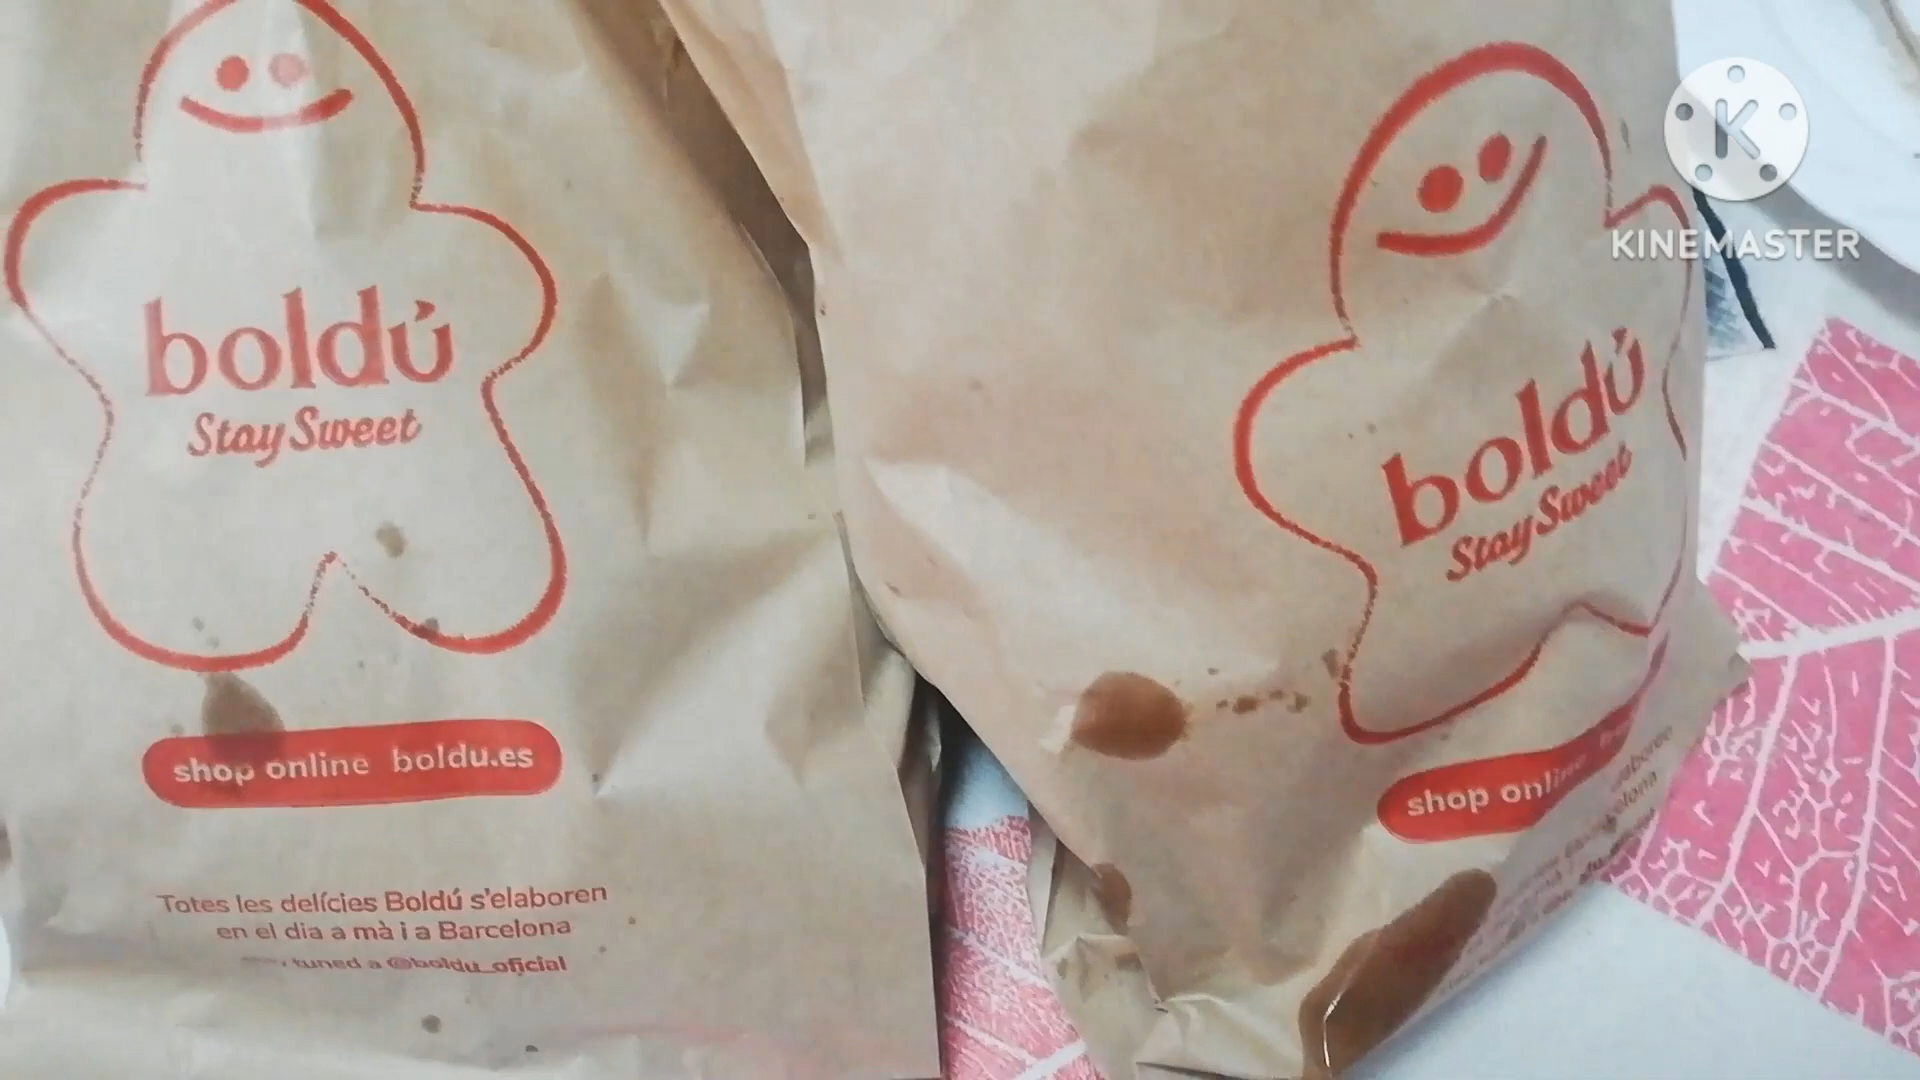 boldú
Stay Sweet
shop online boldu.es
Totes les delícies Boldú s'elaboren
en el dia a mà i a Barcelona
tuned a @boldu_oficial
boldú
Stay Sweet
shop online
KINEMASTER